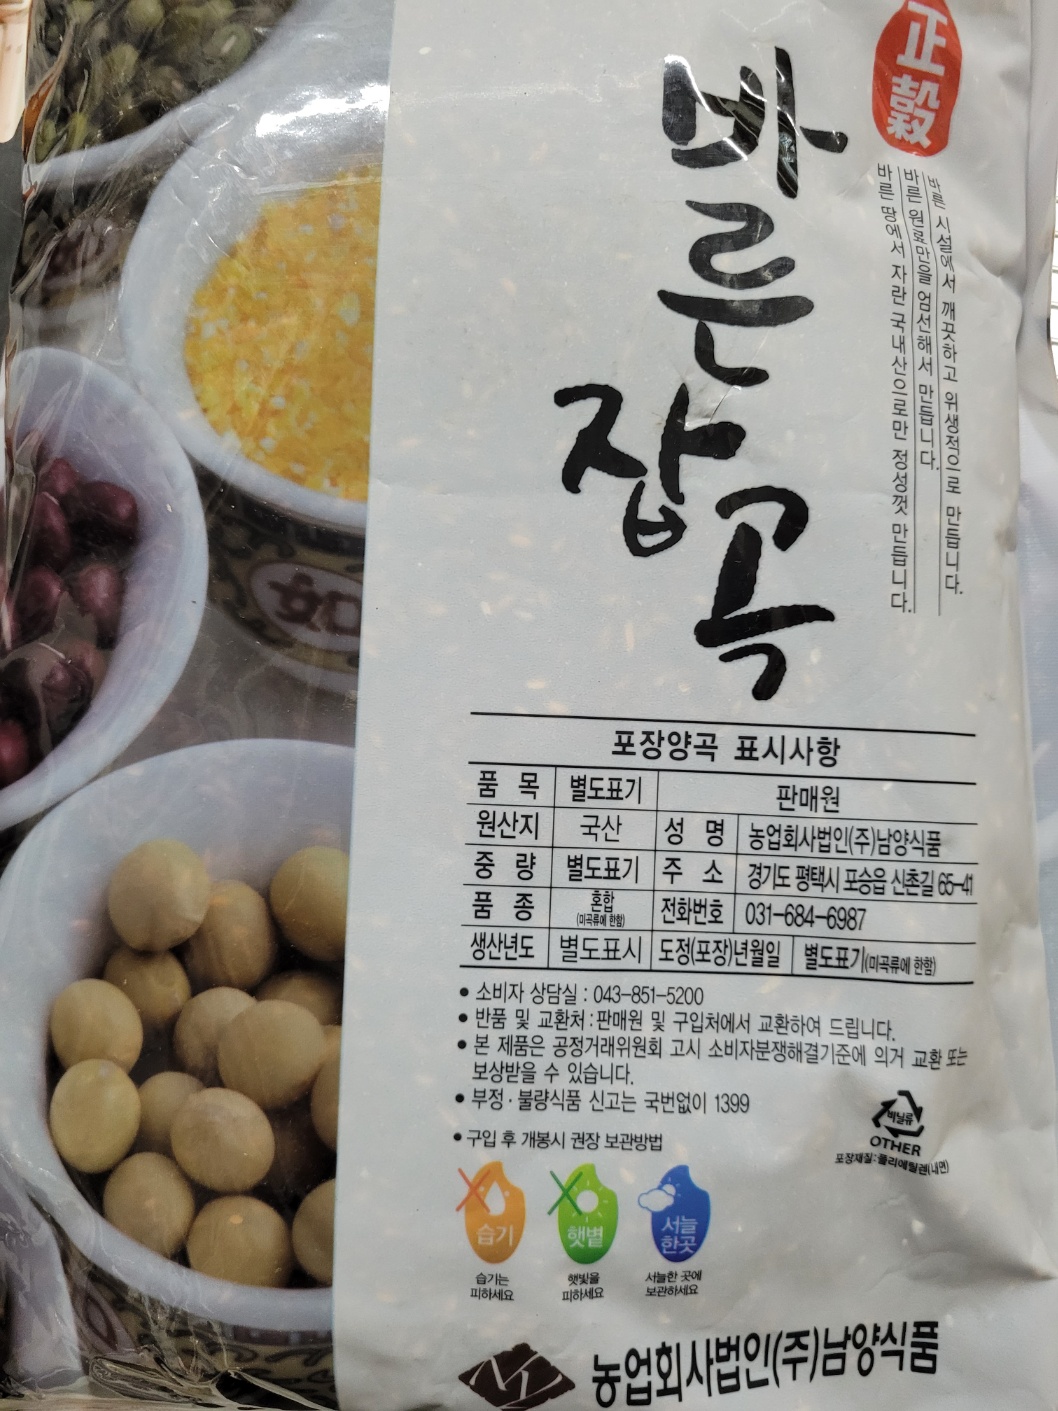 正
穀
바른
잡곡
바른 시설에서 깨끗하고 위생적으로 만듭니다.
바른 원료만을 엄선해서 만듭니다.
바른 땅에서 자란 국내산으로만 정성껏 만듭니다.
如
포장양곡 표시사항
품 목 별도표기 판매원
원산지 국산 성 명 농업회사법인(주)남양식품
중 량 별도표기 주 소 경기도 평택시 포승읍 신촌길 65-41
품 종 혼합 (미곡류에 한함) 전화번호 031-684-6987
생산년도 별도표시 도정(포장)년월일 별도표기(미곡류에 한함)
• 소비자 상담실 : 043-851-5200
• 반품 및 교환처 : 판매원 및 구입처에서 교환하여 드립니다.
• 본 제품은 공정거래위원회 고시 소비자분쟁해결기준에 의거 교환 또는
보상받을 수 있습니다.
• 부정·불량식품 신고는 국번없이 1399
• 구입 후 개봉시 권장 보관방법
비닐류
OTHER
포장재질:폴리에틸렌(내면)
습기
햇볕
서늘
한곳
습기는
피하세요
햇빛을
피하세요
서늘한 곳에
보관하세요
농업회사법인(주)남양식품